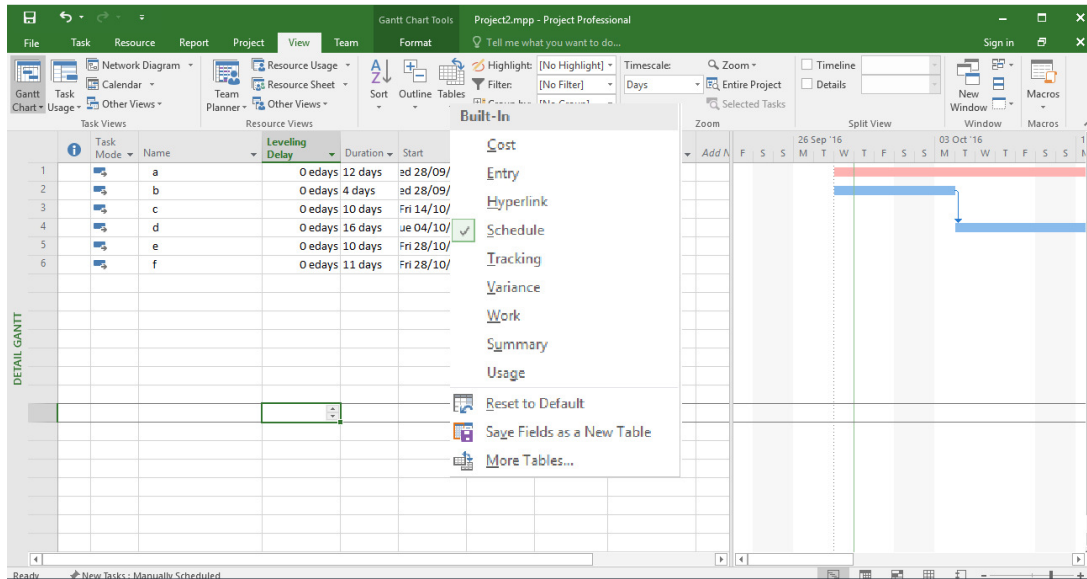 Gantt Chart Tools Project2.mpp - Project Professional
File Task Resource Report Project View Team Format Tell me what you want to do... Sign in
Gantt Chart
Task Usage
Network Diagram
Calendar
Other Views
Task Views
Team Planner
Resource Usage
Resource Sheet
Other Views
Resource Views
Sort
Outline
Tables
Highlight: [No Highlight]
Filter: [No Filter]
Timescale:
Days
Zoom
Entire Project
Selected Tasks
Zoom
Timeline
Details
Split View
New Window
Window
Macros
Macros
Built-In
Cost
Entry
Hyperlink
Schedule
Tracking
Variance
Work
Summary
Usage
Reset to Default
Save Fields as a New Table
More Tables...
Task Mode Name Leveling Delay Duration Start Add N
26 Sep '16 03 Oct '16 1
F S S M T W T F S S M T W T F S S
1 a 0 edays 12 days ed 28/09/
2 b 0 edays 4 days ed 28/09/
3 c 0 edays 10 days Fri 14/10/
4 d 0 edays 16 days ue 04/10/
5 e 0 edays 10 days Fri 28/10/
6 f 0 edays 11 days Fri 28/10/
DETAIL GANTT
Ready New Tasks : Manually Scheduled